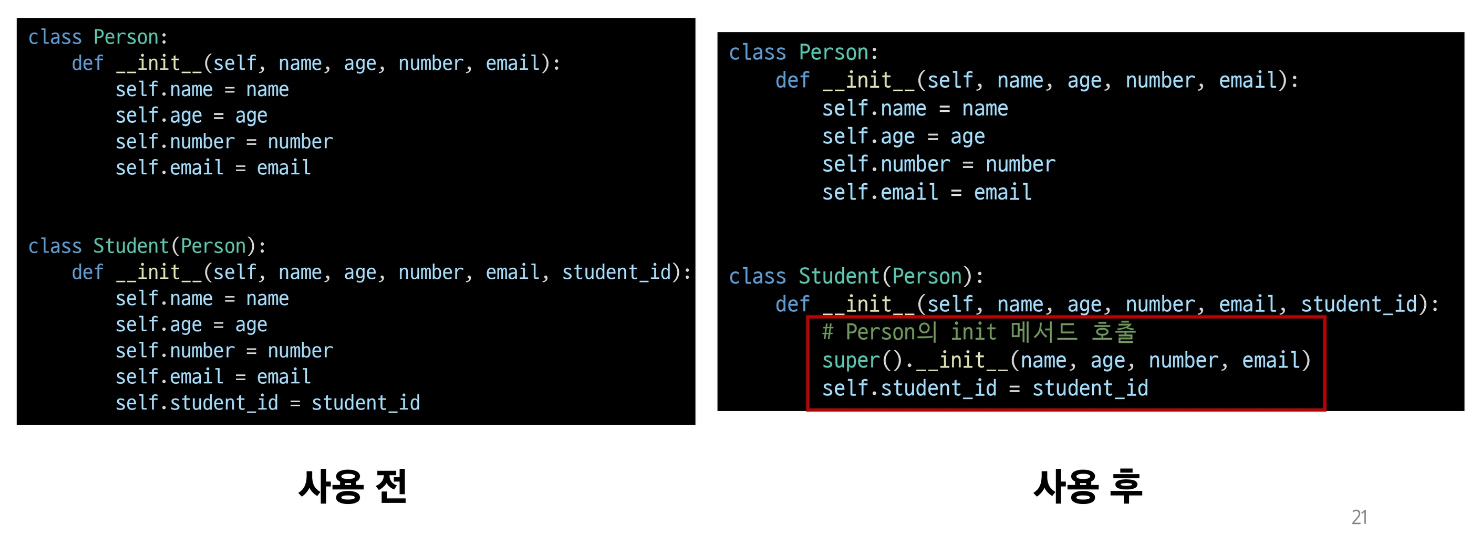 class Person:
    def __init__(self, name, age, number, email):
        self.name = name
        self.age = age
        self.number = number
        self.email = email
class Student(Person):
    def __init__(self, name, age, number, email, student_id):
        self.name = name
        self.age = age
        self.number = number
        self.email = email
        self.student_id = student_id
사용 전
class Person:
    def __init__(self, name, age, number, email):
        self.name = name
        self.age = age
        self.number = number
        self.email = email
class Student(Person):
    def __init__(self, name, age, number, email, student_id):
        # Person의 init 메서드 호출
        super().__init__(name, age, number, email)
        self.student_id = student_id
사용 후
21